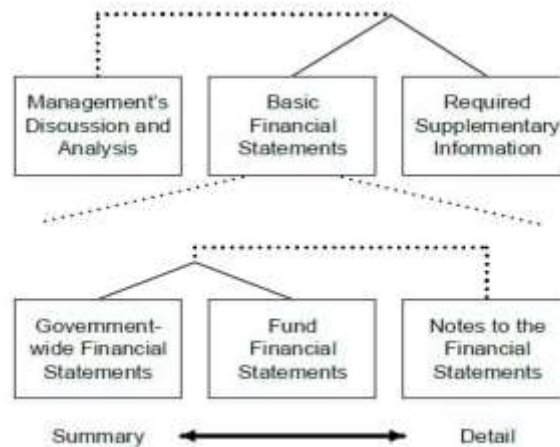 Management's
Discussion and
Analysis
Basic
Financial
Statements
Required
Supplementary
Information
Government-
wide Financial
Statements
Fund
Financial
Statements
Notes to the
Financial
Statements
Summary
Detail